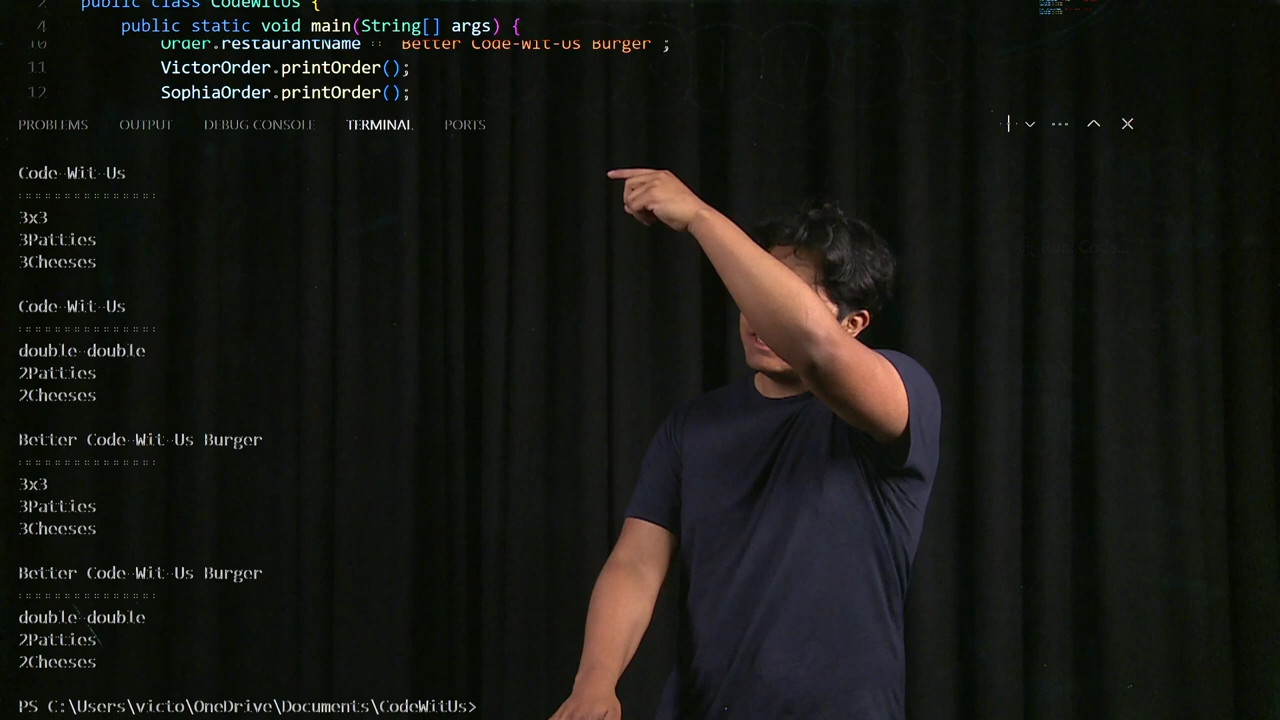 2 public class CodeWitUs {
4 public static void main(String[] args) {
10 Order.restaurantName = "Better Code-Wit-Us Burger";
11 VictorOrder.printOrder();
12 SophiaOrder.printOrder();
PROBLEMS OUTPUT DEBUG CONSOLE TERMINAL PORTS
Code-Wit-Us
===============
3x3
3Patties
3Cheeses
Code-Wit-Us
===============
double-double
2Patties
2Cheeses
Better Code-Wit-Us Burger
===============
3x3
3Patties
3Cheeses
Better Code-Wit-Us Burger
===============
double-double
2Patties
2Cheeses
PS C:\Users\victo\OneDrive\Documents\CodeWitUs>